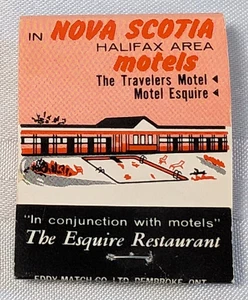 IN NOVA SCOTIA
HALIFAX AREA
motels
The Travelers Motel ◄
Motel Esquire ◄
"In conjunction with motels"
The Esquire Restaurant
EDDY MATCH CO. LTD. PEMBROKE, ONT.